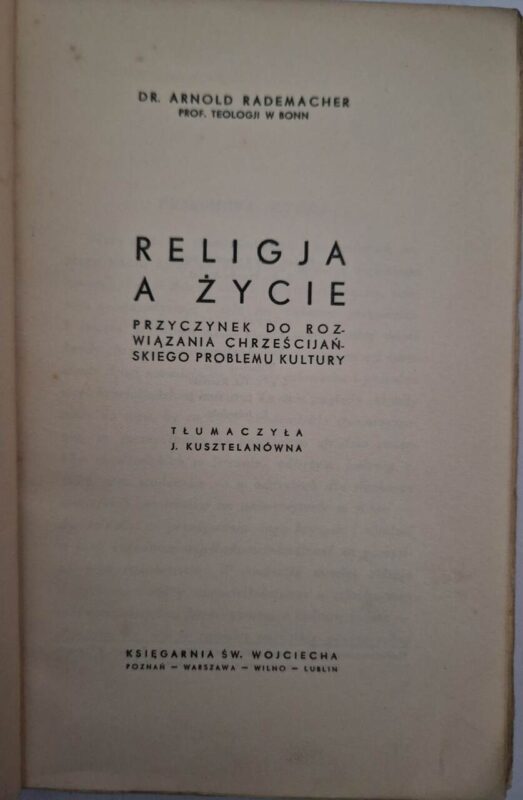 DR. ARNOLD RADEMACHER
PROF. TEOLOGJI W BONN
RELIGJA
A ŻYCIE
PRZYCZYNEK DO ROZ-
WIĄZANIA CHRZEŚCIJAŃ-
SKIEGO PROBLEMU KULTURY
TŁUMACZYŁA
J. KUSZTELANÓWNA
KSIĘGARNIA ŚW. WOJCIECHA
POZNAŃ — WARSZAWA — WILNO — LUBLIN